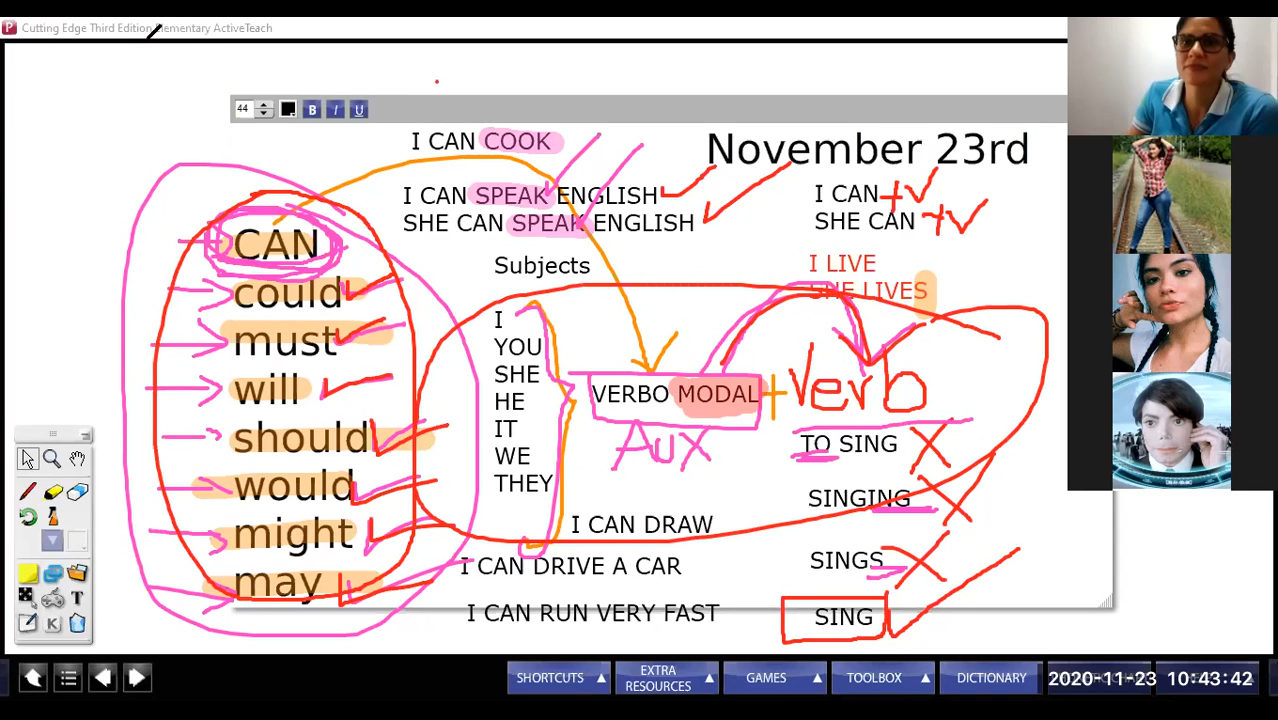 Cutting Edge Third Edition Elementary ActiveTeach
44 B I U
I CAN COOK
November 23rd
I CAN SPEAK ENGLISH
I CAN + V
SHE CAN SPEAK ENGLISH
SHE CAN + V
CAN
could
must
will
should
would
might
may
Subjects
I LIVE
SHE LIVES
I
YOU
SHE
HE
IT
WE
THEY
VERBO MODAL + Verb
AUX
TO SING
SINGING
SINGS
SING
I CAN DRAW
I CAN DRIVE A CAR
I CAN RUN VERY FAST
T
K
SHORTCUTS
EXTRA
RESOURCES
GAMES
TOOLBOX
DICTIONARY
2020-11-23 10:43:42